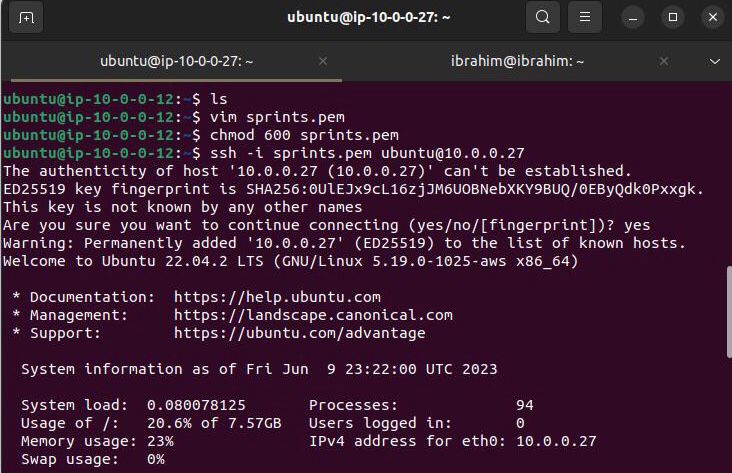 ubuntu@ip-10-0-0-27: ~
ubuntu@ip-10-0-0-27: ~
ibrahim@ibrahim: ~
ubuntu@ip-10-0-0-12:~$ ls
ubuntu@ip-10-0-0-12:~$ vim sprints.pem
ubuntu@ip-10-0-0-12:~$ chmod 600 sprints.pem
ubuntu@ip-10-0-0-12:~$ ssh -i sprints.pem ubuntu@10.0.0.27
The authenticity of host '10.0.0.27 (10.0.0.27)' can't be established.
ED25519 key fingerprint is SHA256:0UlEJx9cL16zjJM6UOBNebXKY9BUQ/0EByQdk0Pxxgk.
This key is not known by any other names
Are you sure you want to continue connecting (yes/no/[fingerprint])? yes
Warning: Permanently added '10.0.0.27' (ED25519) to the list of known hosts.
Welcome to Ubuntu 22.04.2 LTS (GNU/Linux 5.19.0-1025-aws x86_64)
* Documentation:  https://help.ubuntu.com
* Management:     https://landscape.canonical.com
* Support:        https://ubuntu.com/advantage
System information as of Fri Jun  9 23:22:00 UTC 2023
System load:  0.080078125       Processes:             94
Usage of /:   20.6% of 7.57GB   Users logged in:       0
Memory usage: 23%               IPv4 address for eth0: 10.0.0.27
Swap usage:   0%